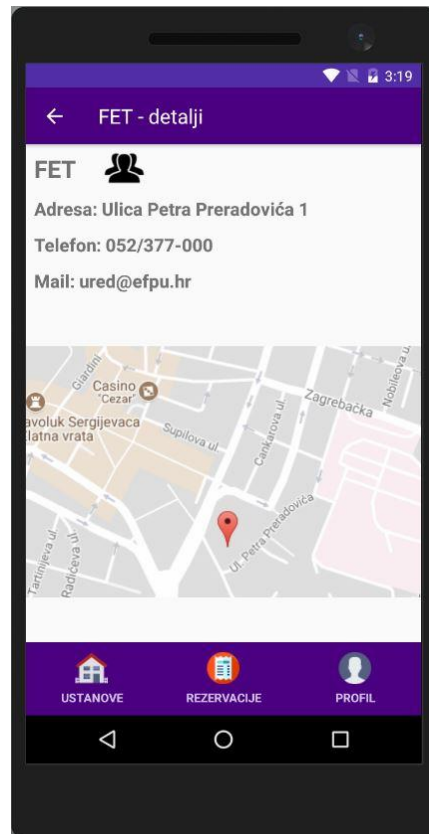 3:19
FET - detalji
FET
Adresa: Ulica Petra Preradovića 1
Telefon: 052/377-000
Mail: ured@efpu.hr
Giardini
Casino
"Cezar"
avoluk Sergijevaca
latna vrata
Supilova ul.
Cankarova ul.
Zagrebačka
Nobileova u.
Ul. Petra Preradovića
Tartinijeva ul.
Radićeva ul
USTANOVE
REZERVACIJE
PROFIL